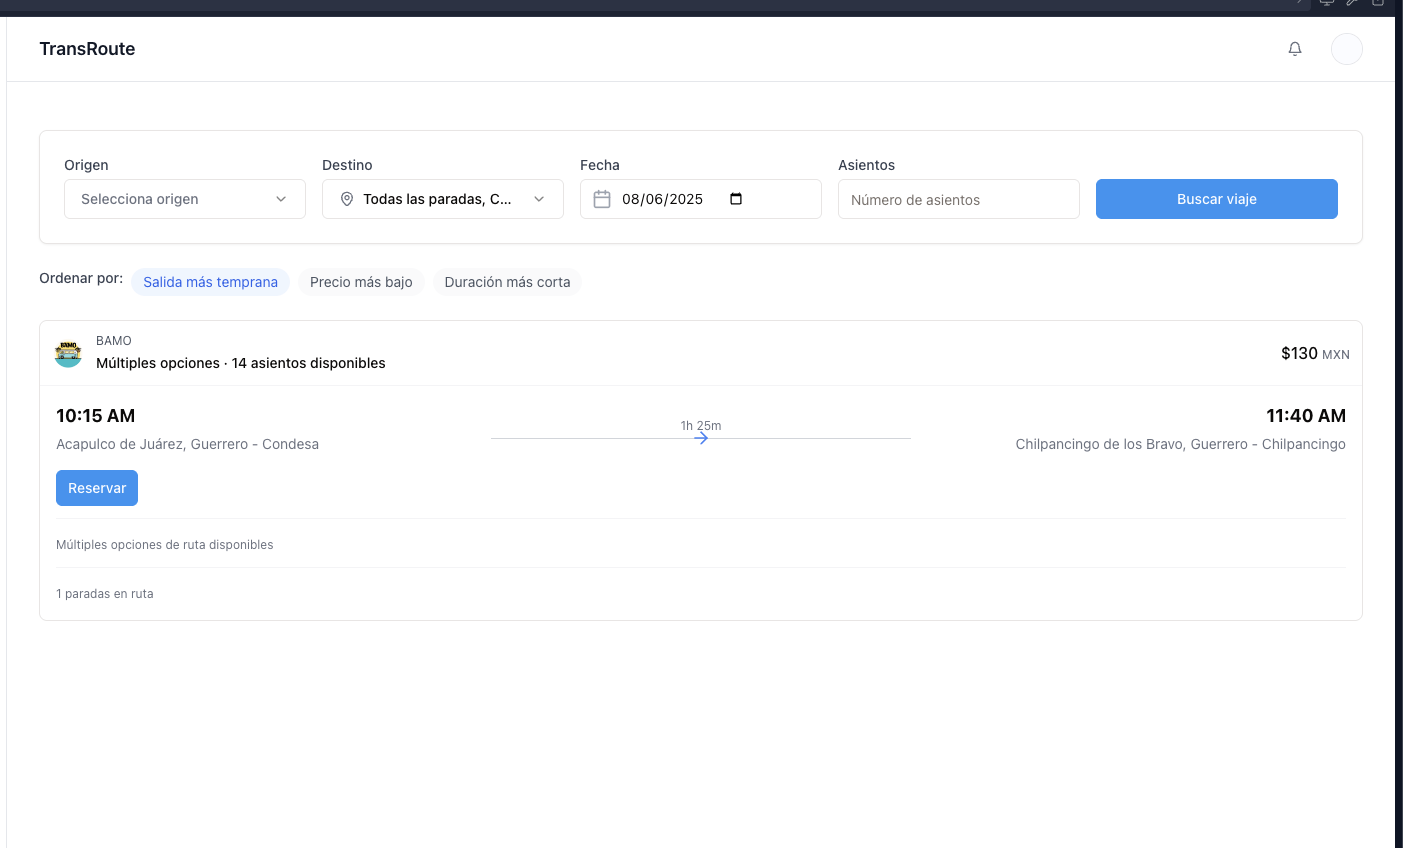 TransRoute
Origen
Destino
Fecha
Asientos
Selecciona origen
Todas las paradas, C...
08/06/2025
Número de asientos
Buscar viaje
Ordenar por:
Salida más temprana
Precio más bajo
Duración más corta
BAMO
BAMO
Múltiples opciones · 14 asientos disponibles
$130 MXN
10:15 AM
1h 25m
11:40 AM
Acapulco de Juárez, Guerrero - Condesa
Chilpancingo de los Bravo, Guerrero - Chilpancingo
Reservar
Múltiples opciones de ruta disponibles
1 paradas en ruta